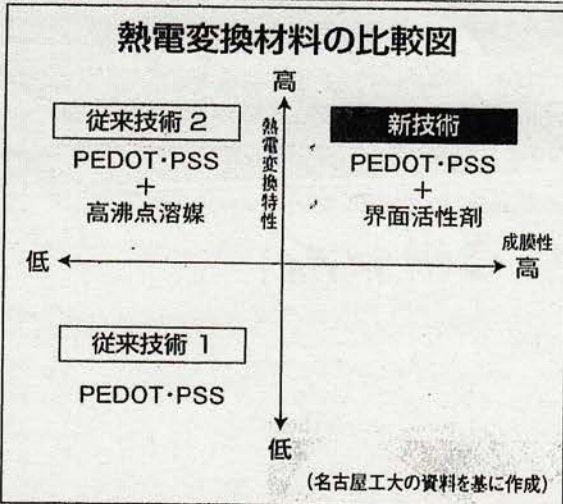 熱電変換材料の比較図
高
従来技術 2
PEDOT・PSS
+
高沸点溶媒
熱電変換特性
新技術
PEDOT・PSS
+
界面活性剤
低
成膜性
高
従来技術 1
PEDOT・PSS
低
(名古屋工大の資料を基に作成)